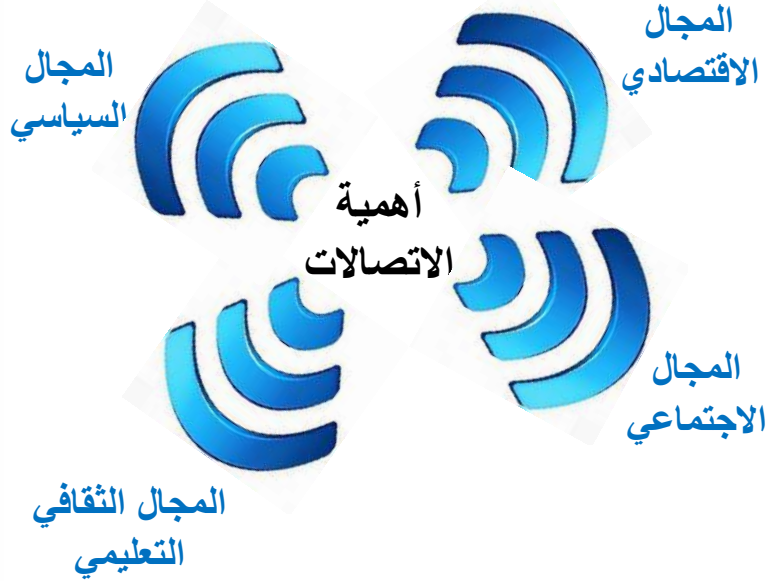 المجال
الاقتصادي
المجال
السياسي
أهمية
الاتصالات
المجال
الاجتماعي
المجال الثقافي
التعليمي